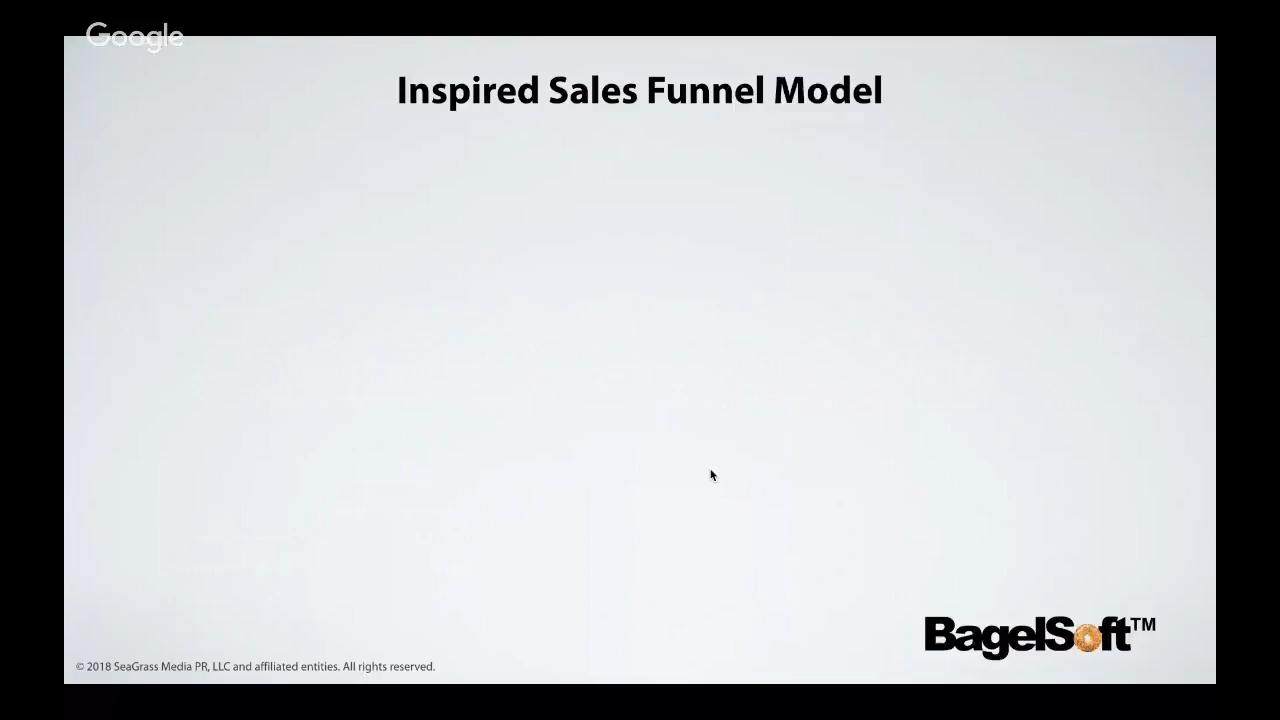 Google
Inspired Sales Funnel Model
BagelSoft™
© 2018 SeaGrass Media PR, LLC and affiliated entities. All rights reserved.